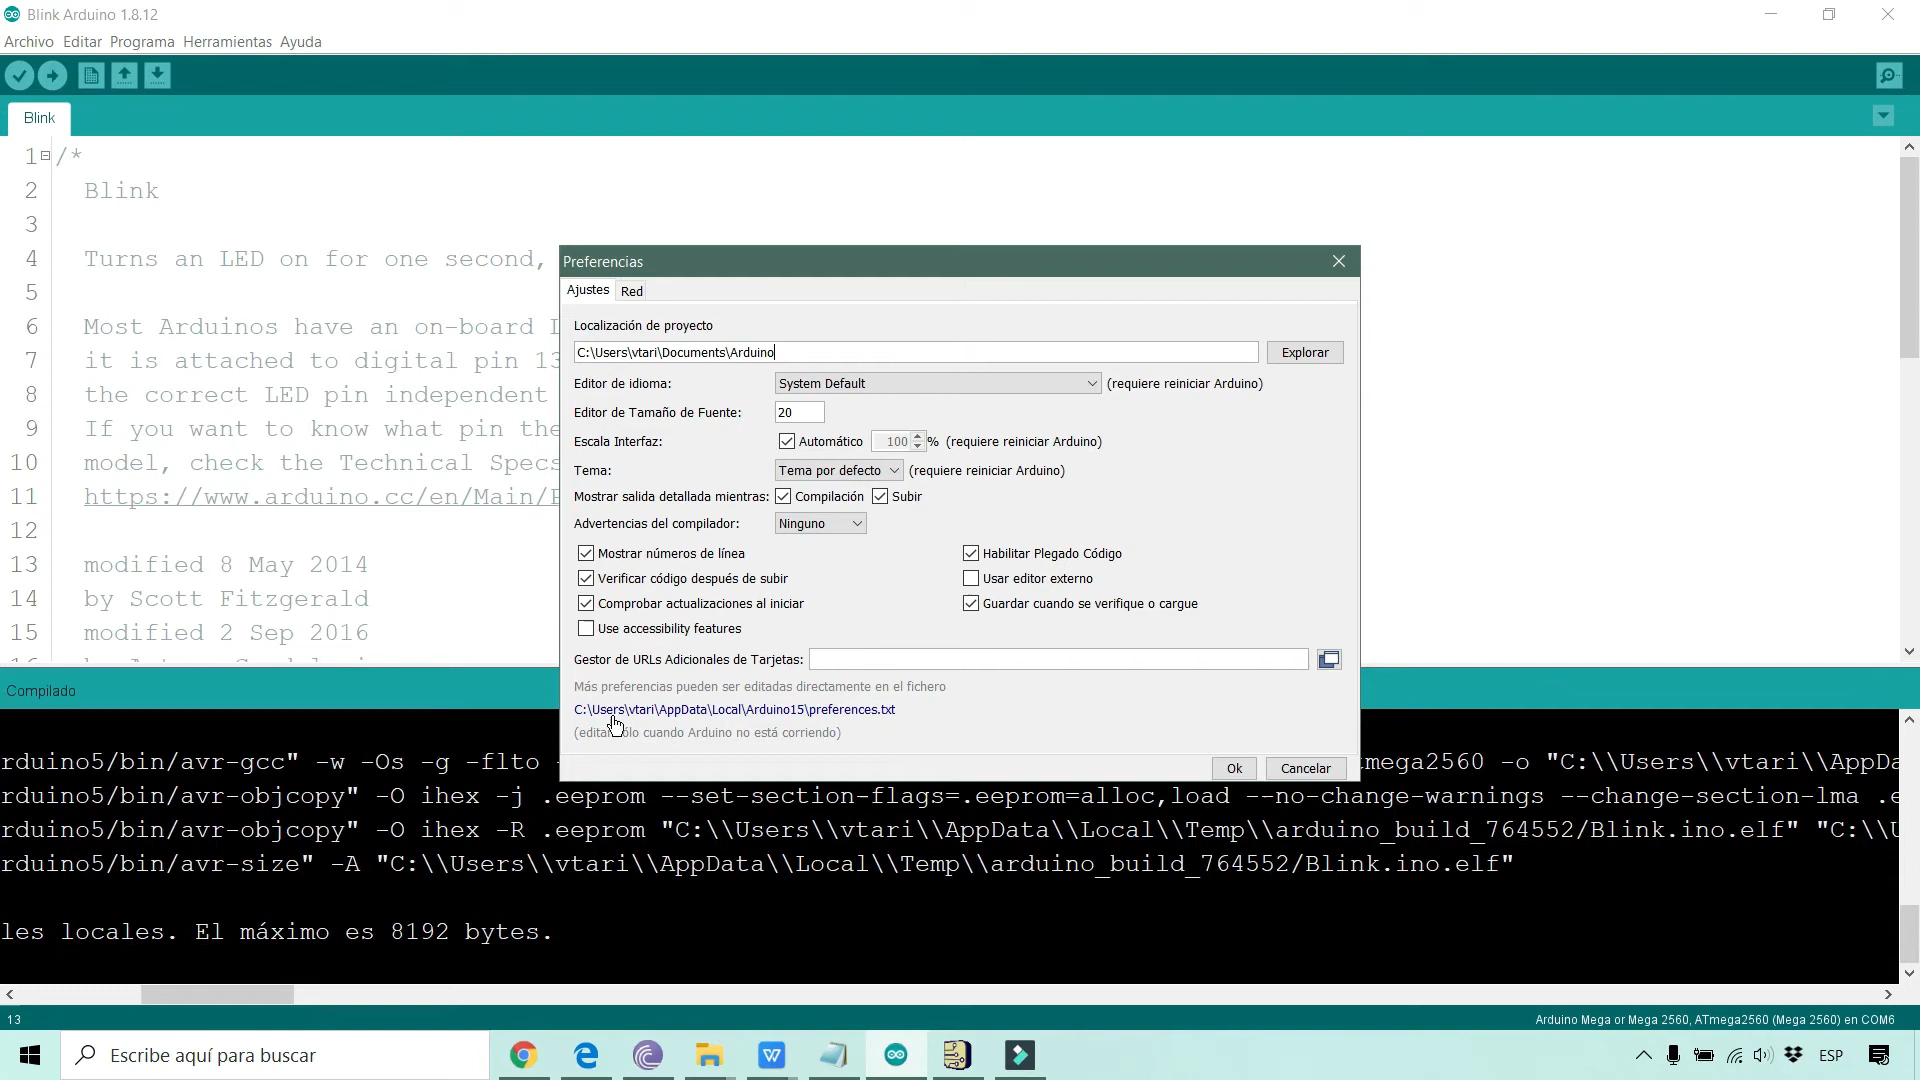 Blink Arduino 1.8.12
Archivo Editar Programa Herramientas Ayuda
Blink
1 /*
2 Blink
3
4 Turns an LED on for one second,
5
6 Most Arduinos have an on-board
7 it is attached to digital pin 13
8 the correct LED pin independent
9 If you want to know what pin the
10 model, check the Technical Specs
11 https://www.arduino.cc/en/Main/
12
13 modified 8 May 2014
14 by Scott Fitzgerald
15 modified 2 Sep 2016
Preferencias
Ajustes Red
Localización de proyecto
C:\Users\vtari\Documents\Arduino Explorar
Editor de idioma: System Default (requiere reiniciar Arduino)
Editor de Tamaño de Fuente: 20
Escala Interfaz: Automático 100 % (requiere reiniciar Arduino)
Tema: Tema por defecto (requiere reiniciar Arduino)
Mostrar salida detallada mientras: Compilación Subir
Advertencias del compilador: Ninguno
Mostrar números de línea Habilitar Plegado Código
Verificar código después de subir Usar editor externo
Comprobar actualizaciones al iniciar Guardar cuando se verifique o cargue
Use accessibility features
Gestor de URLs Adicionales de Tarjetas:
Más preferencias pueden ser editadas directamente en el fichero
C:\Users\vtari\AppData\Local\Arduino15\preferences.txt
(editar sólo cuando Arduino no está corriendo)
Ok Cancelar
Compilado
rduino5/bin/avr-gcc" -w -Os -g -flto mega2560 -o "C:\\Users\\vtari\\AppDa
rduino5/bin/avr-objcopy" -O ihex -j .eeprom --set-section-flags=.eeprom=alloc,load --no-change-warnings --change-section-lma .e
rduino5/bin/avr-objcopy" -O ihex -R .eeprom "C:\\Users\\vtari\\AppData\\Local\\Temp\\arduino_build_764552/Blink.ino.elf" "C:\\U
rduino5/bin/avr-size" -A "C:\\Users\\vtari\\AppData\\Local\\Temp\\arduino_build_764552/Blink.ino.elf"
les locales. El máximo es 8192 bytes.
13 Arduino Mega or Mega 2560, ATmega2560 (Mega 2560) en COM6
Escribe aquí para buscar ESP